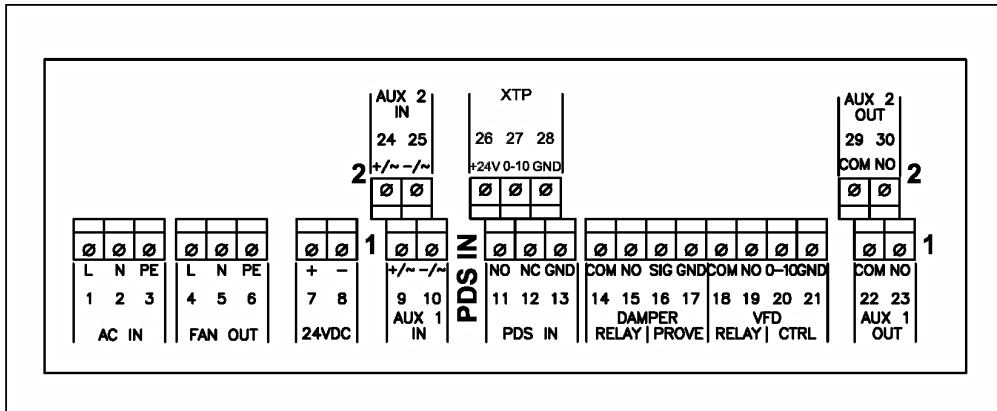 AUX 2
IN
24 25
+/~ -/~
2
XTP
26 27 28
+24V 0-10 GND
AUX 2
OUT
29 30
COM NO
2
L N PE
1 2 3
AC IN
L N PE
4 5 6
FAN OUT
+ -
7 8
24VDC
1
+/~ -/~
9 10
AUX 1
IN
PDS IN
NO NC GND
11 12 13
PDS IN
COM NO SIG GND COM NO 0-10 GND
14 15 16 17 18 19 20 21
DAMPER VFD
RELAY | PROVE RELAY | CTRL
1
COM NO
22 23
AUX 1
OUT